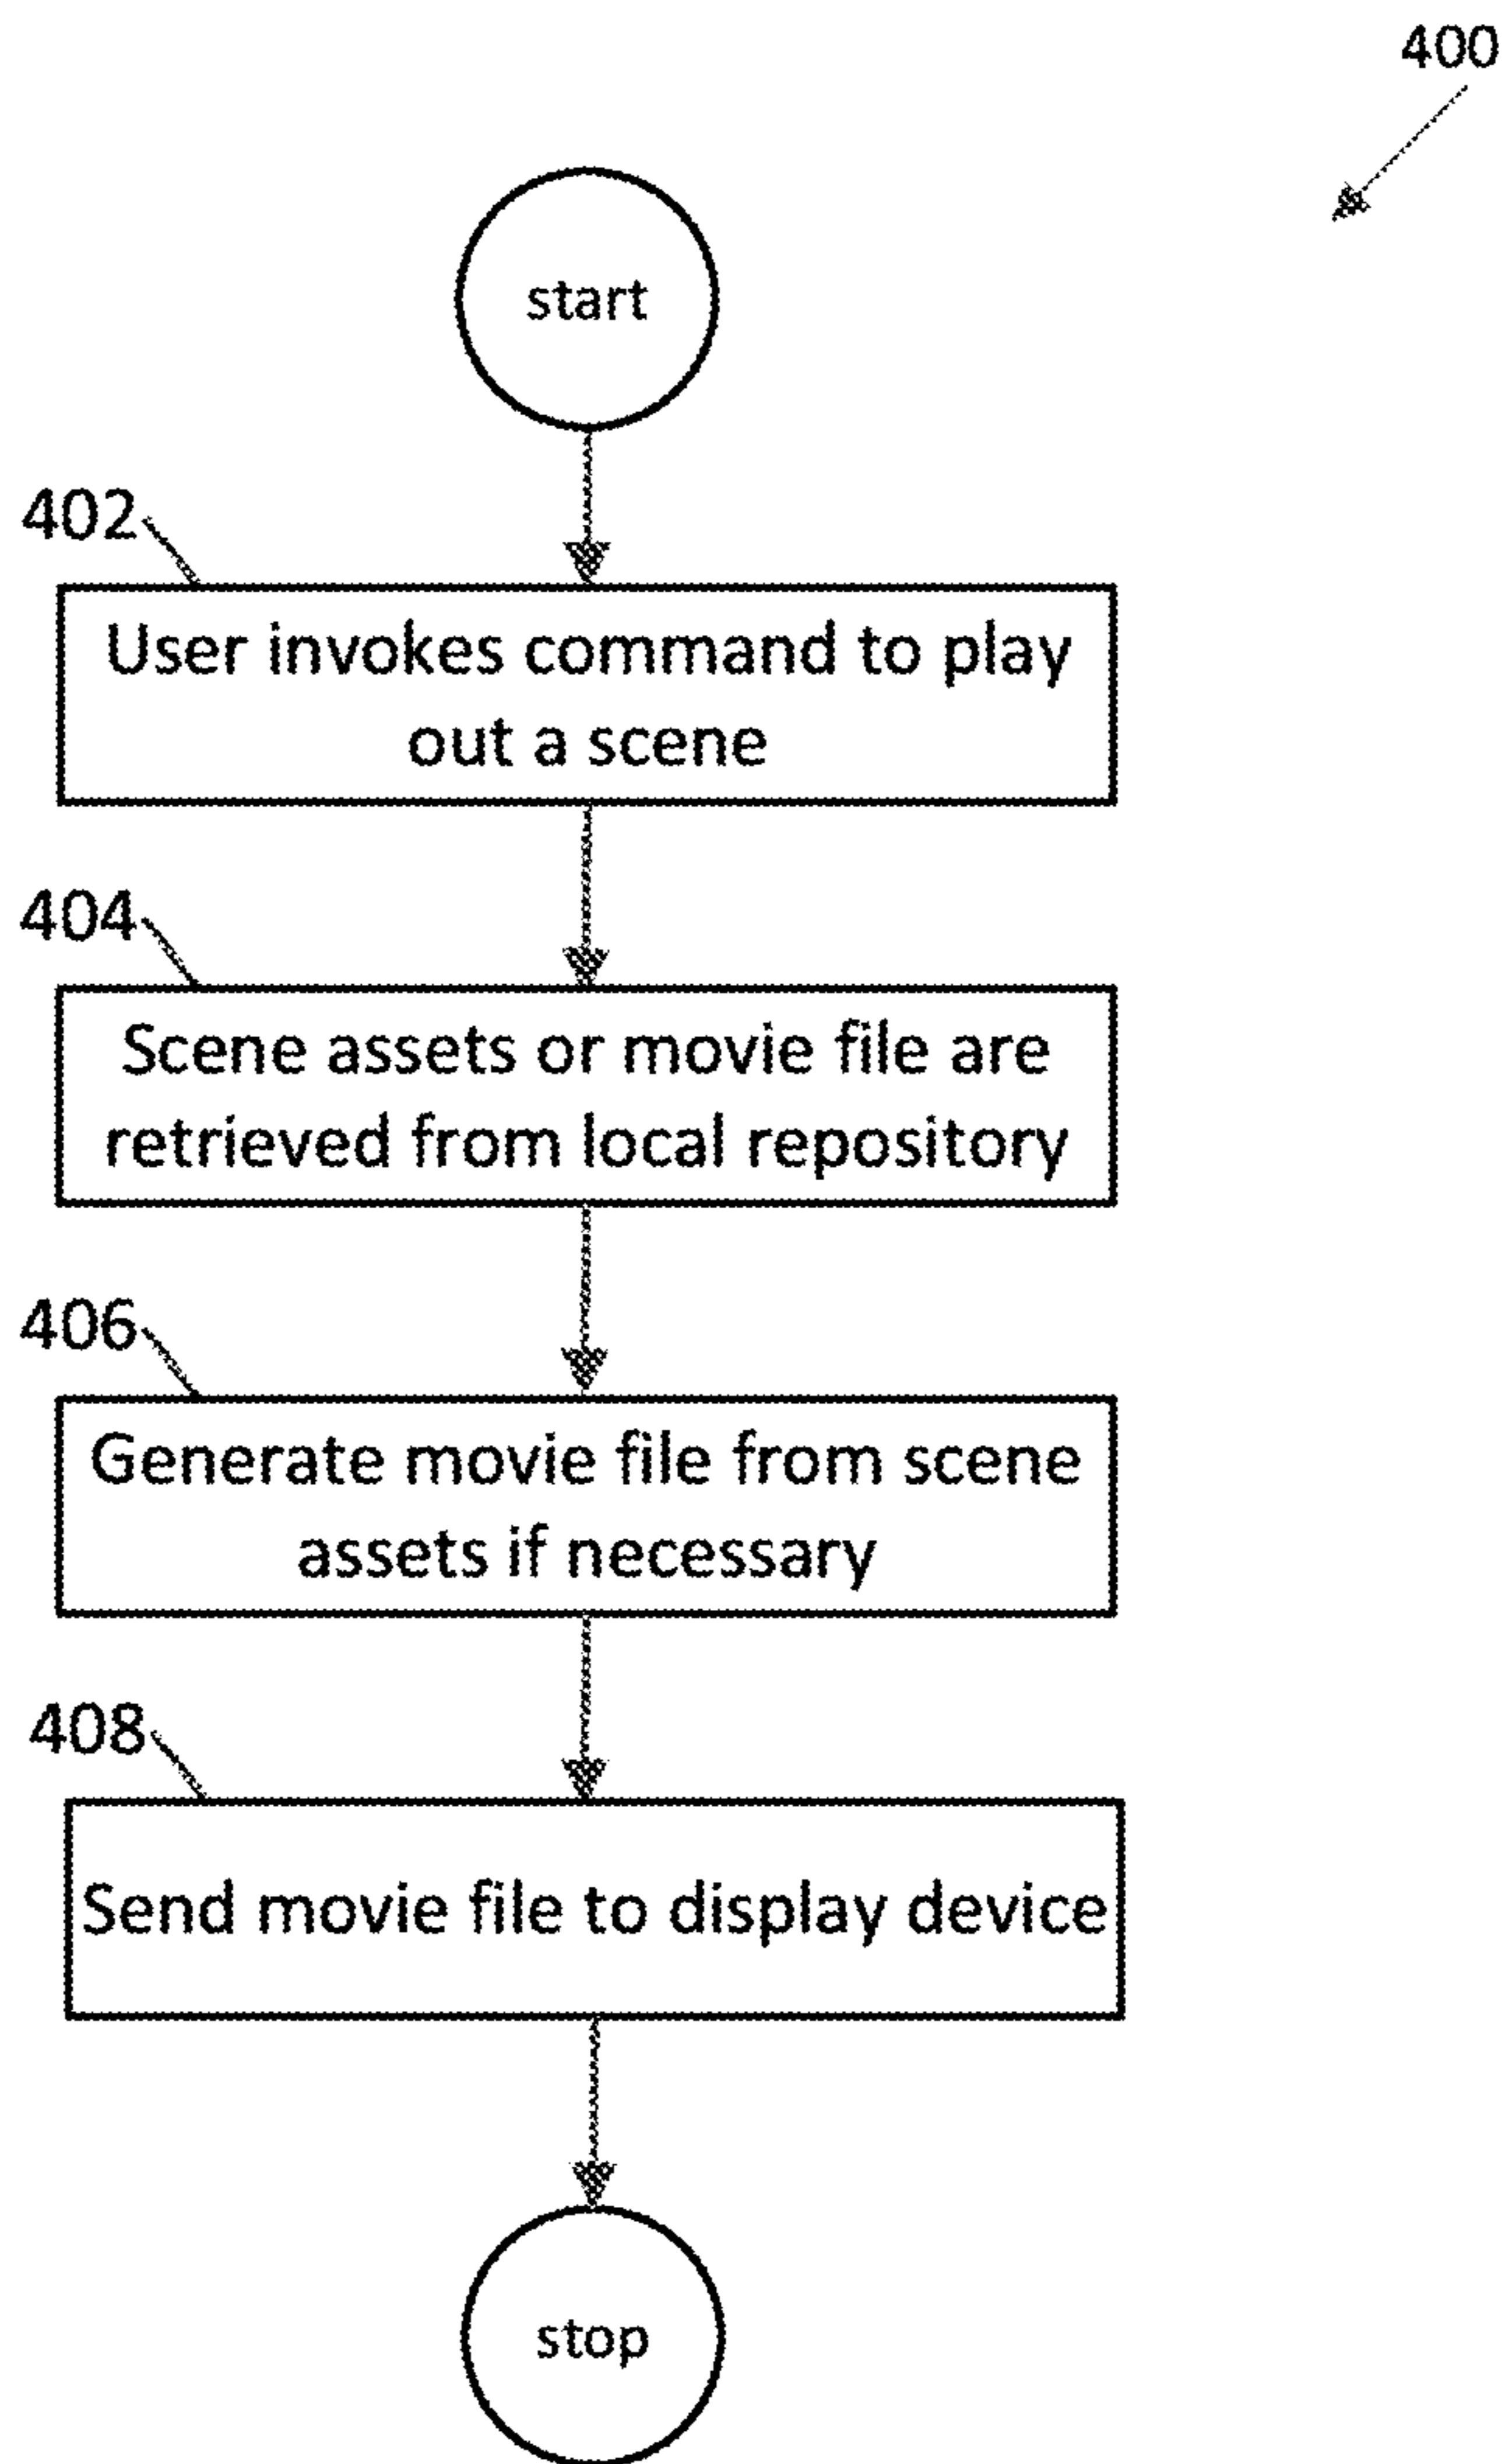 400
start
402
User invokes command to play
out a scene
404
Scene assets or movie file are
retrieved from local repository
406
Generate movie file from scene
assets if necessary
408
Send movie file to display device
stop